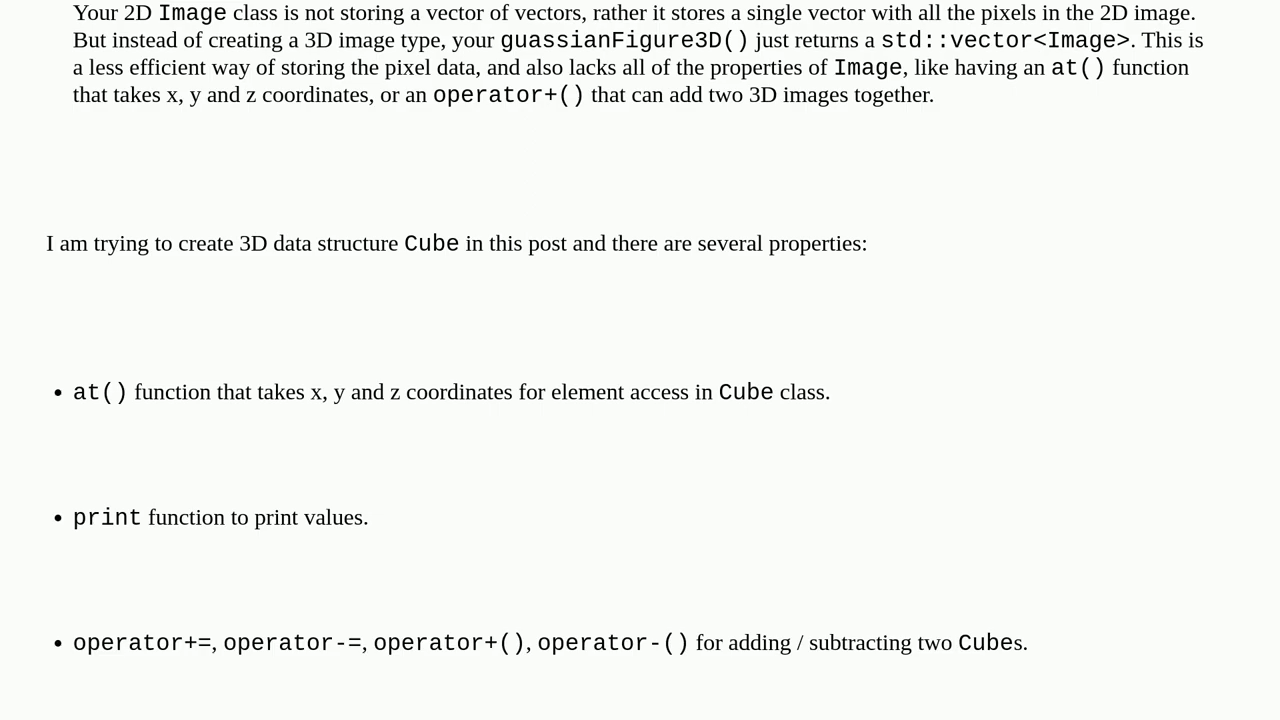 Your 2D Image class is not storing a vector of vectors, rather it stores a single vector with all the pixels in the 2D image.
But instead of creating a 3D image type, your guassianFigure3D() just returns a std::vector<Image>. This is
a less efficient way of storing the pixel data, and also lacks all of the properties of Image, like having an at() function
that takes x, y and z coordinates, or an operator+() that can add two 3D images together.
I am trying to create 3D data structure Cube in this post and there are several properties:
• at() function that takes x, y and z coordinates for element access in Cube class.
• print function to print values.
• operator+=, operator-=, operator+(), operator-() for adding / subtracting two Cubes.